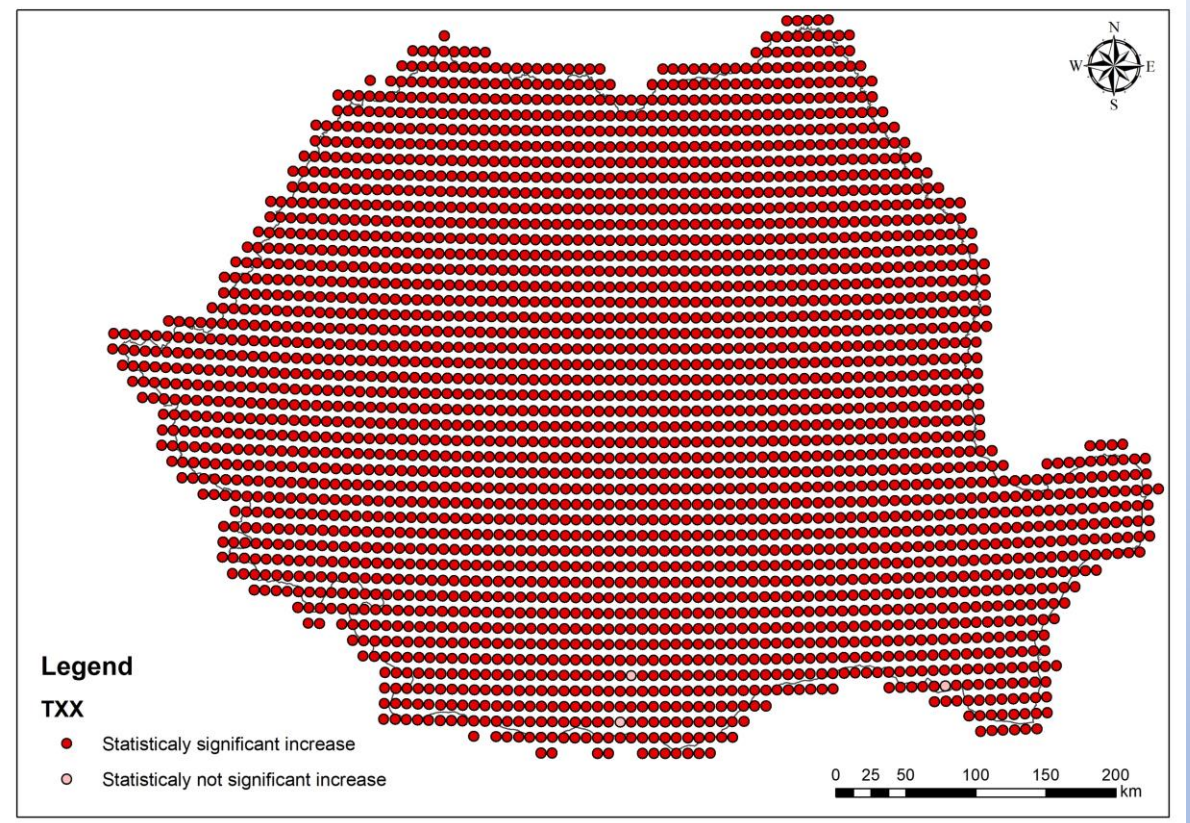 N
W E
S
Legend
TXX
Statisticaly significant increase
Statisticaly not significant increase
0 25 50 100 150 200
km